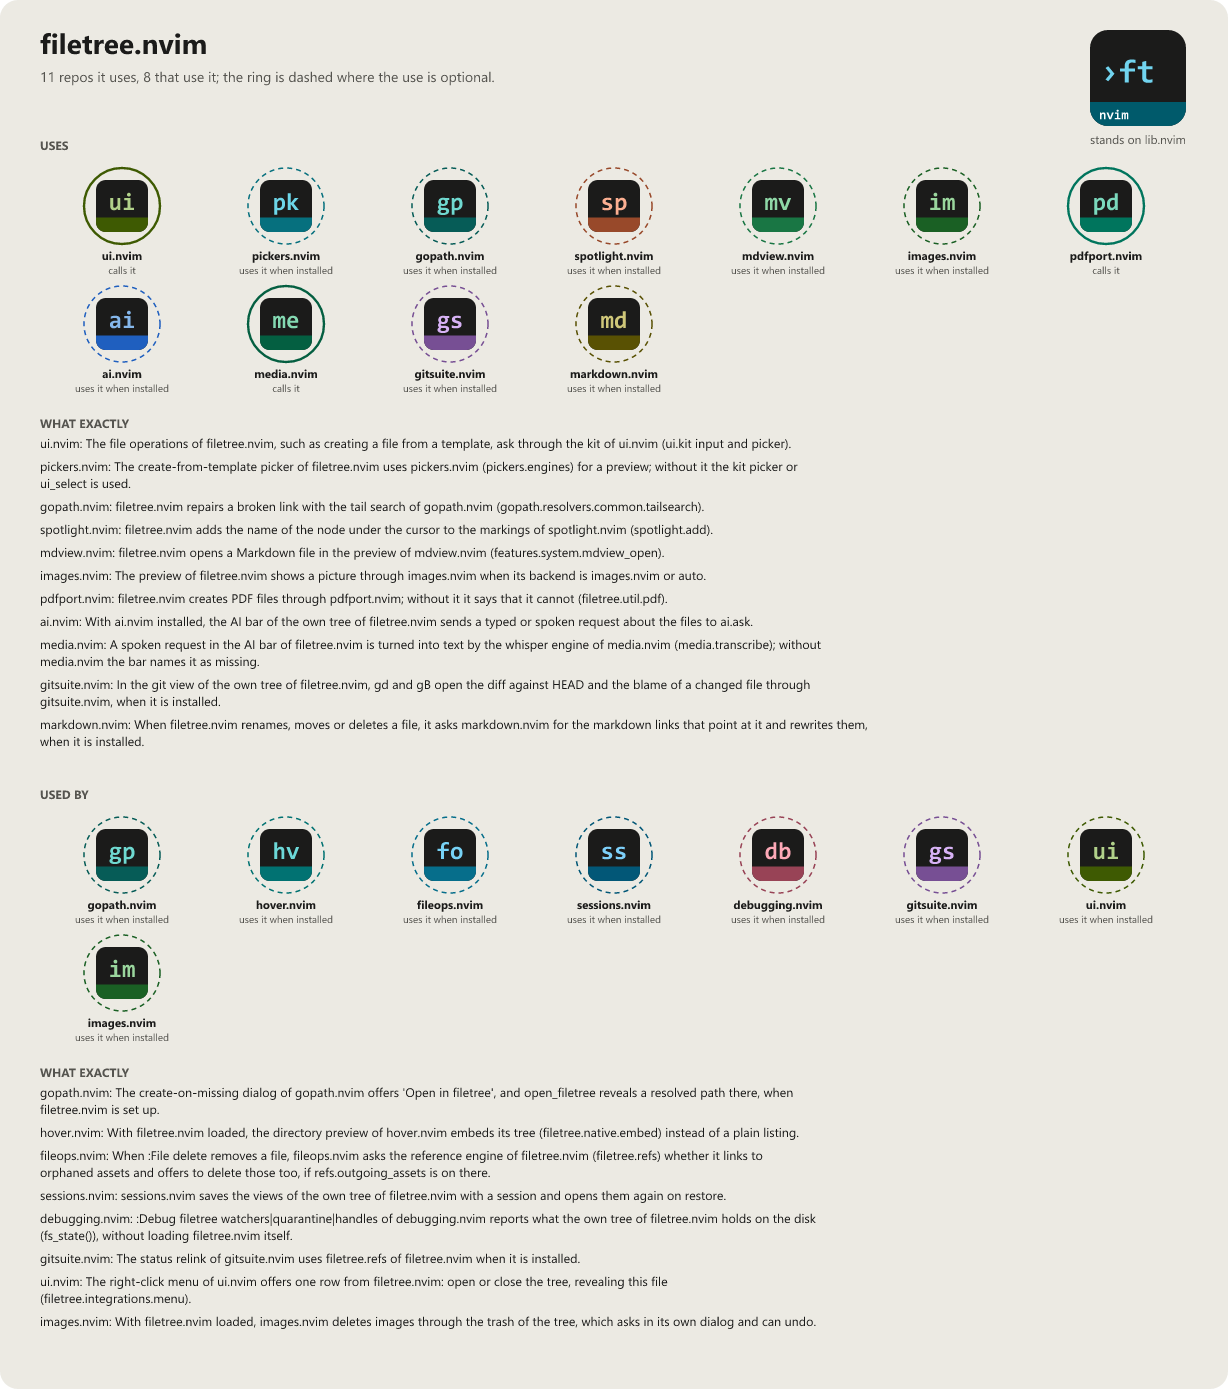 filetree.nvim
11 repos it uses, 8 that use it; the ring is dashed where the use is optional.
›ft
nvim
stands on lib.nvim
USES
ui pk gp sp mv im pd
ui.nvim pickers.nvim gopath.nvim spotlight.nvim mdview.nvim images.nvim pdfport.nvim
calls it uses it when installed uses it when installed uses it when installed uses it when installed uses it when installed calls it
ai me gs md
ai.nvim media.nvim gitsuite.nvim markdown.nvim
uses it when installed calls it uses it when installed uses it when installed
WHAT EXACTLY
ui.nvim: The file operations of filetree.nvim, such as creating a file from a template, ask through the kit of ui.nvim (ui.kit input and picker).
pickers.nvim: The create-from-template picker of filetree.nvim uses pickers.nvim (pickers.engines) for a preview; without it the kit picker or
ui_select is used.
gopath.nvim: filetree.nvim repairs a broken link with the tail search of gopath.nvim (gopath.resolvers.common.tailsearch).
spotlight.nvim: filetree.nvim adds the name of the node under the cursor to the markings of spotlight.nvim (spotlight.add).
mdview.nvim: filetree.nvim opens a Markdown file in the preview of mdview.nvim (features.system.mdview_open).
images.nvim: The preview of filetree.nvim shows a picture through images.nvim when its backend is images.nvim or auto.
pdfport.nvim: filetree.nvim creates PDF files through pdfport.nvim; without it it says that it cannot (filetree.util.pdf).
ai.nvim: With ai.nvim installed, the AI bar of the own tree of filetree.nvim sends a typed or spoken request about the files to ai.ask.
media.nvim: A spoken request in the AI bar of filetree.nvim is turned into text by the whisper engine of media.nvim (media.transcribe); without
media.nvim the bar names it as missing.
gitsuite.nvim: In the git view of the own tree of filetree.nvim, gd and gB open the diff against HEAD and the blame of a changed file through
gitsuite.nvim, when it is installed.
markdown.nvim: When filetree.nvim renames, moves or deletes a file, it asks markdown.nvim for the markdown links that point at it and rewrites them,
when it is installed.
USED BY
gp hv fo ss db gs ui
gopath.nvim hover.nvim fileops.nvim sessions.nvim debugging.nvim gitsuite.nvim ui.nvim
uses it when installed uses it when installed uses it when installed uses it when installed uses it when installed uses it when installed uses it when installed
im
images.nvim
uses it when installed
WHAT EXACTLY
gopath.nvim: The create-on-missing dialog of gopath.nvim offers 'Open in filetree', and open_filetree reveals a resolved path there, when
filetree.nvim is set up.
hover.nvim: With filetree.nvim loaded, the directory preview of hover.nvim embeds its tree (filetree.native.embed) instead of a plain listing.
fileops.nvim: When :File delete removes a file, fileops.nvim asks the reference engine of filetree.nvim (filetree.refs) whether it links to
orphaned assets and offers to delete those too, if refs.outgoing_assets is on there.
sessions.nvim: sessions.nvim saves the views of the own tree of filetree.nvim with a session and opens them again on restore.
debugging.nvim: :Debug filetree watchers|quarantine|handles of debugging.nvim reports what the own tree of filetree.nvim holds on the disk
(fs_state()), without loading filetree.nvim itself.
gitsuite.nvim: The status relink of gitsuite.nvim uses filetree.refs of filetree.nvim when it is installed.
ui.nvim: The right-click menu of ui.nvim offers one row from filetree.nvim: open or close the tree, revealing this file
(filetree.integrations.menu).
images.nvim: With filetree.nvim loaded, images.nvim deletes images through the trash of the tree, which asks in its own dialog and can undo.